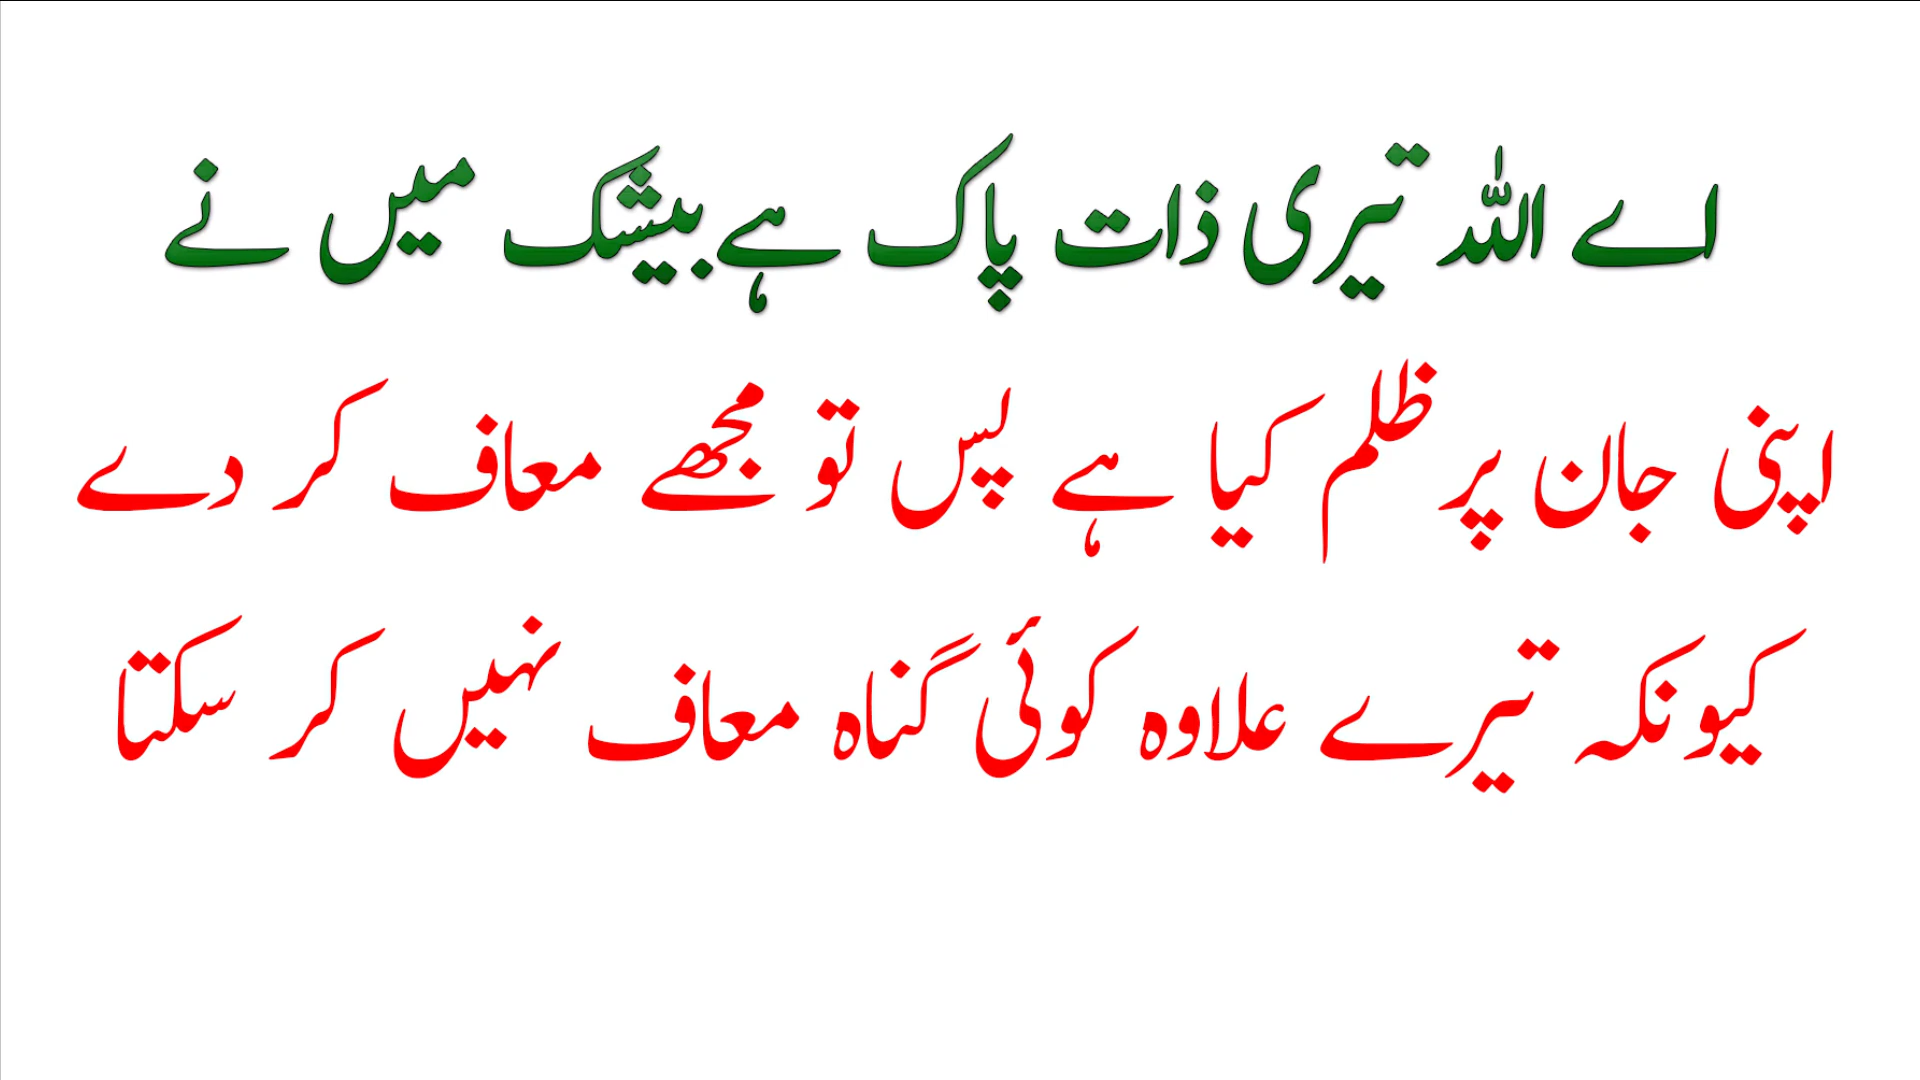 اے اللہ تیری ذات پاک ہے بیشک میں نے
اپنی جان پر ظلم کیا ہے پس تو مجھے معاف کر دے
کیونکہ تیرے علاوہ کوئی گناہ معاف نہیں کر سکتا